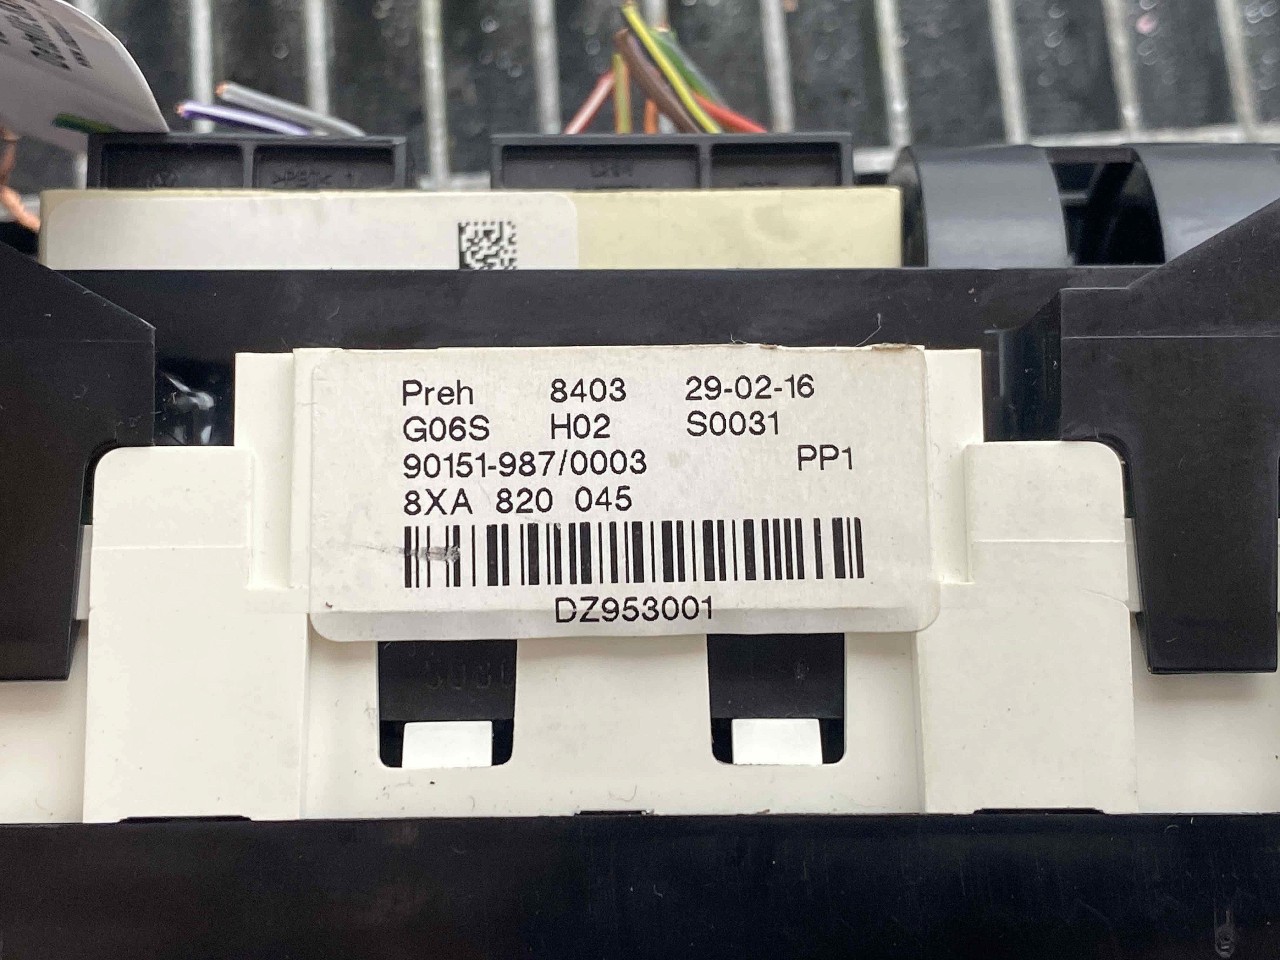 Preh 8403 29-02-16
G06S H02 S0031
90151-987/0003 PP1
8XA 820 045
DZ953001